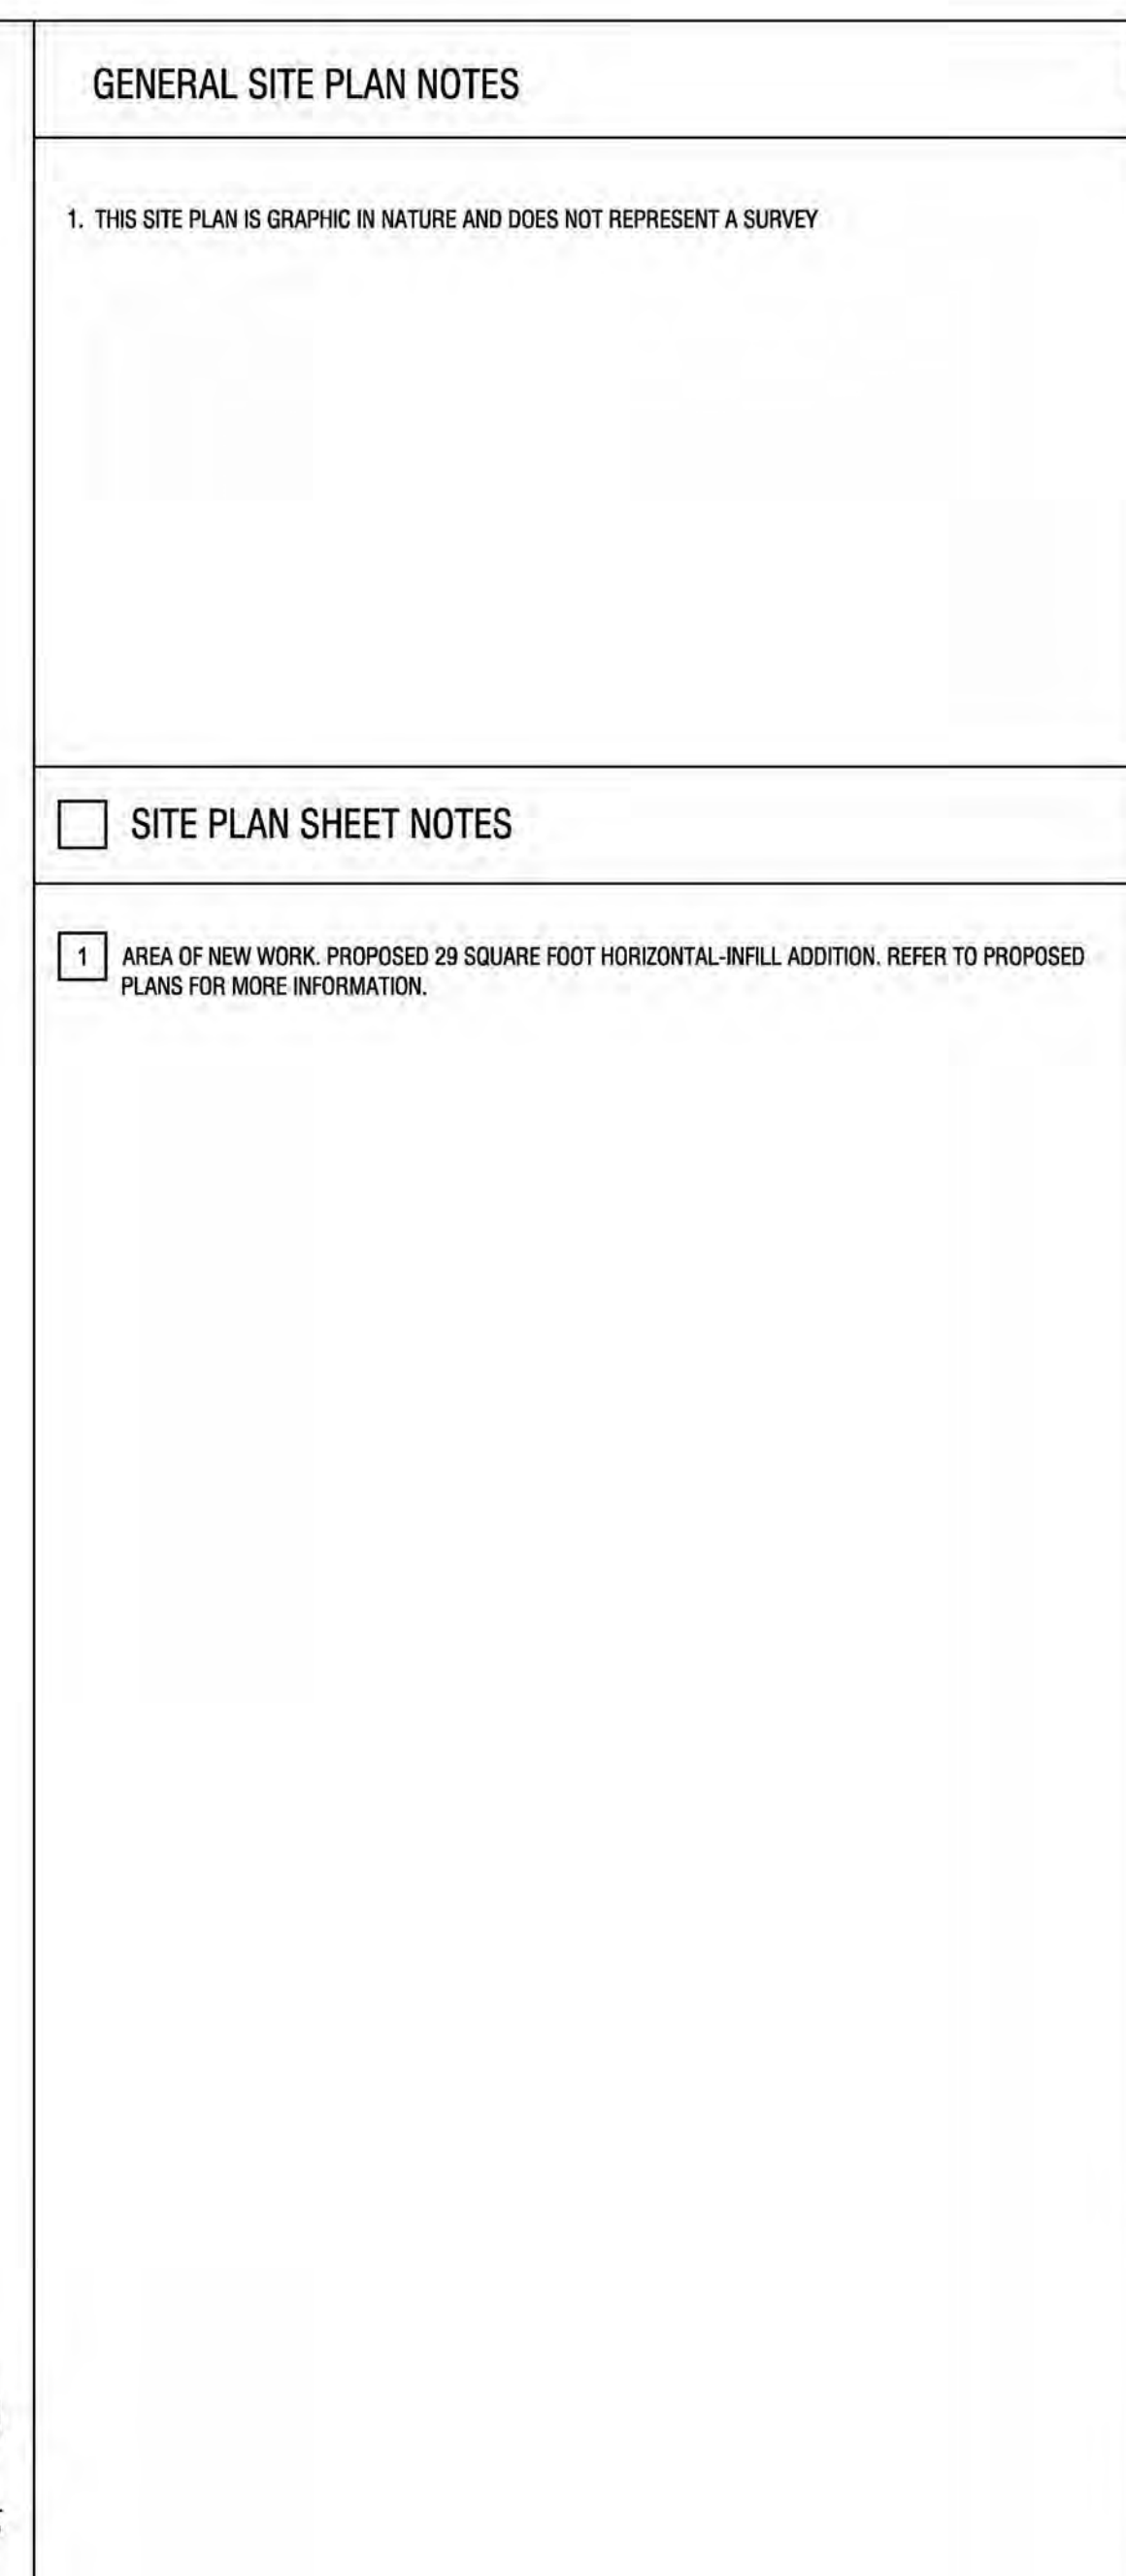 GENERAL SITE PLAN NOTES
1. THIS SITE PLAN IS GRAPHIC IN NATURE AND DOES NOT REPRESENT A SURVEY
SITE PLAN SHEET NOTES
1 AREA OF NEW WORK. PROPOSED 29 SQUARE FOOT HORIZONTAL-INFILL ADDITION. REFER TO PROPOSED
PLANS FOR MORE INFORMATION.